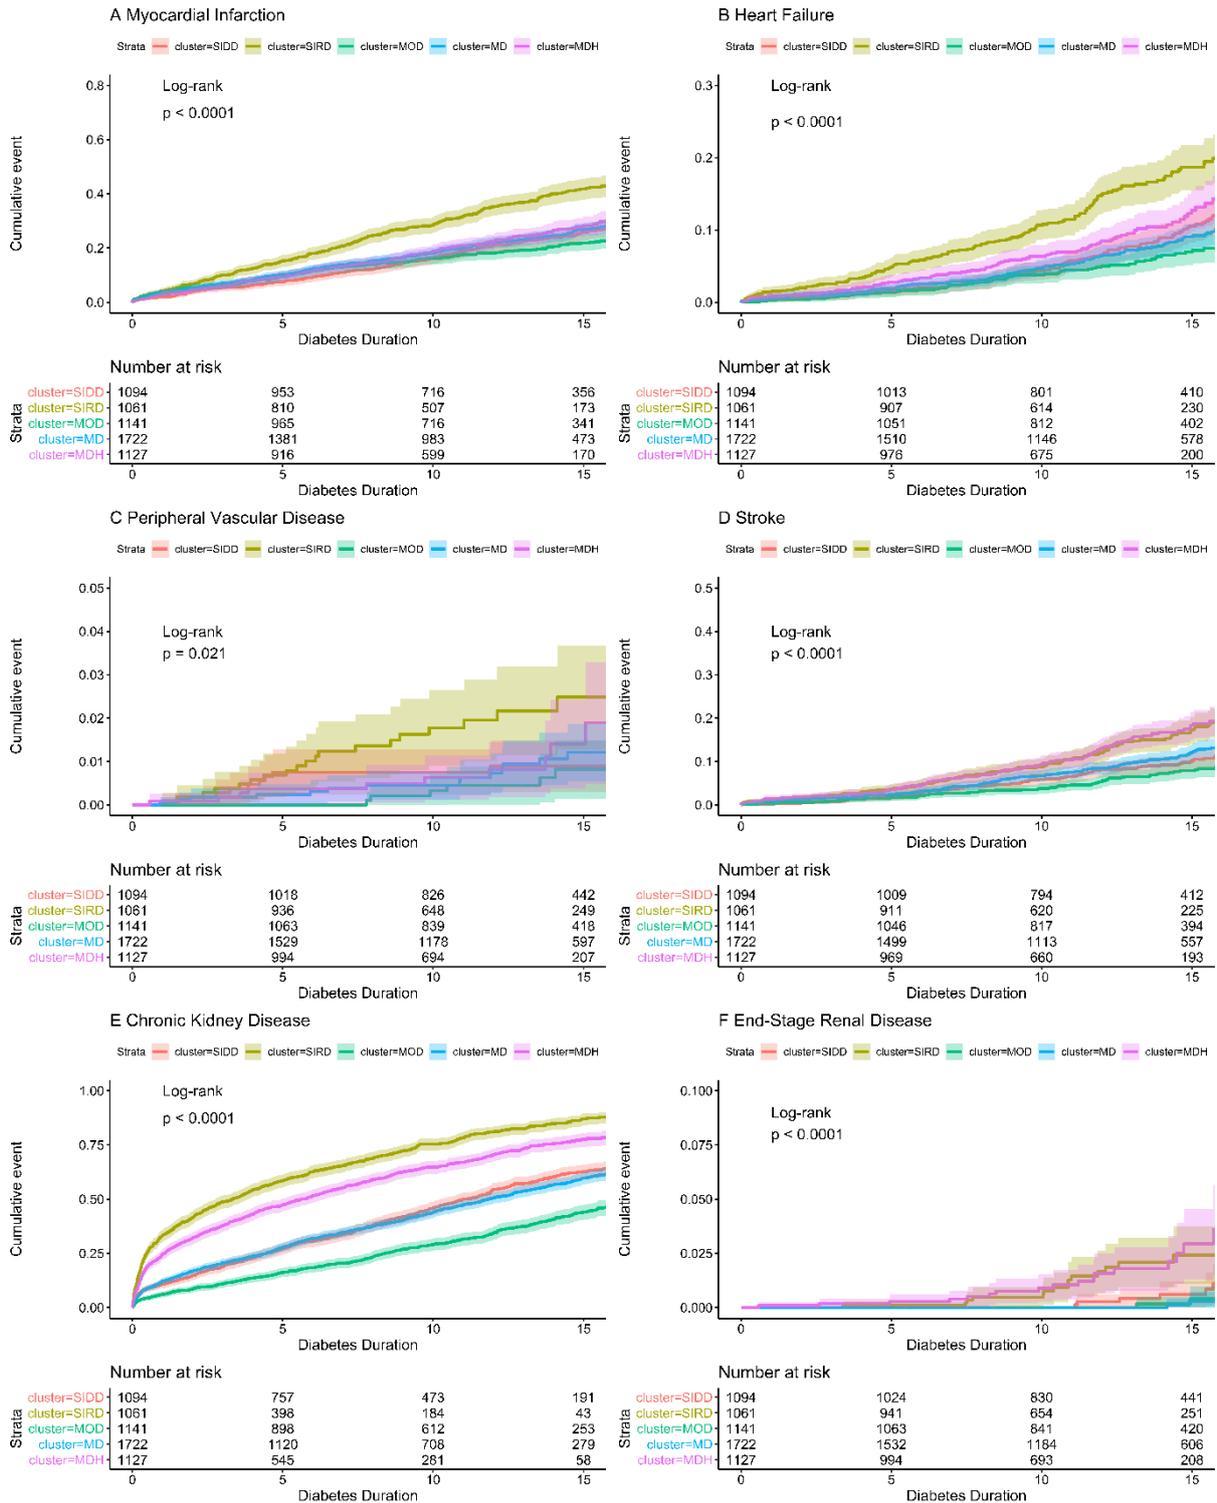 A Myocardial Infarction
Strata cluster=SIDD cluster=SIRD cluster=MOD cluster=MD cluster=MDH
Log-rank
p < 0.0001
Cumulative event
0.8
0.6
0.4
0.2
0.0
0 5 10 15
Diabetes Duration
Number at risk
Strata
cluster=SIDD 1094 953 716 356
cluster=SIRD 1061 810 507 173
cluster=MOD 1141 965 716 341
cluster=MD 1722 1381 983 473
cluster=MDH 1127 916 599 170
0 5 10 15
Diabetes Duration
B Heart Failure
Strata cluster=SIDD cluster=SIRD cluster=MOD cluster=MD cluster=MDH
Log-rank
p < 0.0001
Cumulative event
0.3
0.2
0.1
0.0
0 5 10 15
Diabetes Duration
Number at risk
Strata
cluster=SIDD 1094 1013 801 410
cluster=SIRD 1061 907 614 230
cluster=MOD 1141 1051 812 402
cluster=MD 1722 1510 1146 578
cluster=MDH 1127 976 675 200
0 5 10 15
Diabetes Duration
C Peripheral Vascular Disease
Strata cluster=SIDD cluster=SIRD cluster=MOD cluster=MD cluster=MDH
Log-rank
p = 0.021
Cumulative event
0.05
0.04
0.03
0.02
0.01
0.00
0 5 10 15
Diabetes Duration
Number at risk
Strata
cluster=SIDD 1094 1018 826 442
cluster=SIRD 1061 936 648 249
cluster=MOD 1141 1063 839 418
cluster=MD 1722 1529 1178 597
cluster=MDH 1127 994 694 207
0 5 10 15
Diabetes Duration
D Stroke
Strata cluster=SIDD cluster=SIRD cluster=MOD cluster=MD cluster=MDH
Log-rank
p < 0.0001
Cumulative event
0.5
0.4
0.3
0.2
0.1
0.0
0 5 10 15
Diabetes Duration
Number at risk
Strata
cluster=SIDD 1094 1009 794 412
cluster=SIRD 1061 911 620 225
cluster=MOD 1141 1046 817 394
cluster=MD 1722 1499 1113 557
cluster=MDH 1127 969 660 193
0 5 10 15
Diabetes Duration
E Chronic Kidney Disease
Strata cluster=SIDD cluster=SIRD cluster=MOD cluster=MD cluster=MDH
Log-rank
p < 0.0001
Cumulative event
1.00
0.75
0.50
0.25
0.00
0 5 10 15
Diabetes Duration
Number at risk
Strata
cluster=SIDD 1094 757 473 191
cluster=SIRD 1061 398 184 43
cluster=MOD 1141 898 612 253
cluster=MD 1722 1120 708 279
cluster=MDH 1127 545 281 58
0 5 10 15
Diabetes Duration
F End-Stage Renal Disease
Strata cluster=SIDD cluster=SIRD cluster=MOD cluster=MD cluster=MDH
Log-rank
p < 0.0001
Cumulative event
0.100
0.075
0.050
0.025
0.000
0 5 10 15
Diabetes Duration
Number at risk
Strata
cluster=SIDD 1094 1024 830 441
cluster=SIRD 1061 941 654 251
cluster=MOD 1141 1063 841 420
cluster=MD 1722 1532 1184 606
cluster=MDH 1127 994 693 208
0 5 10 15
Diabetes Duration